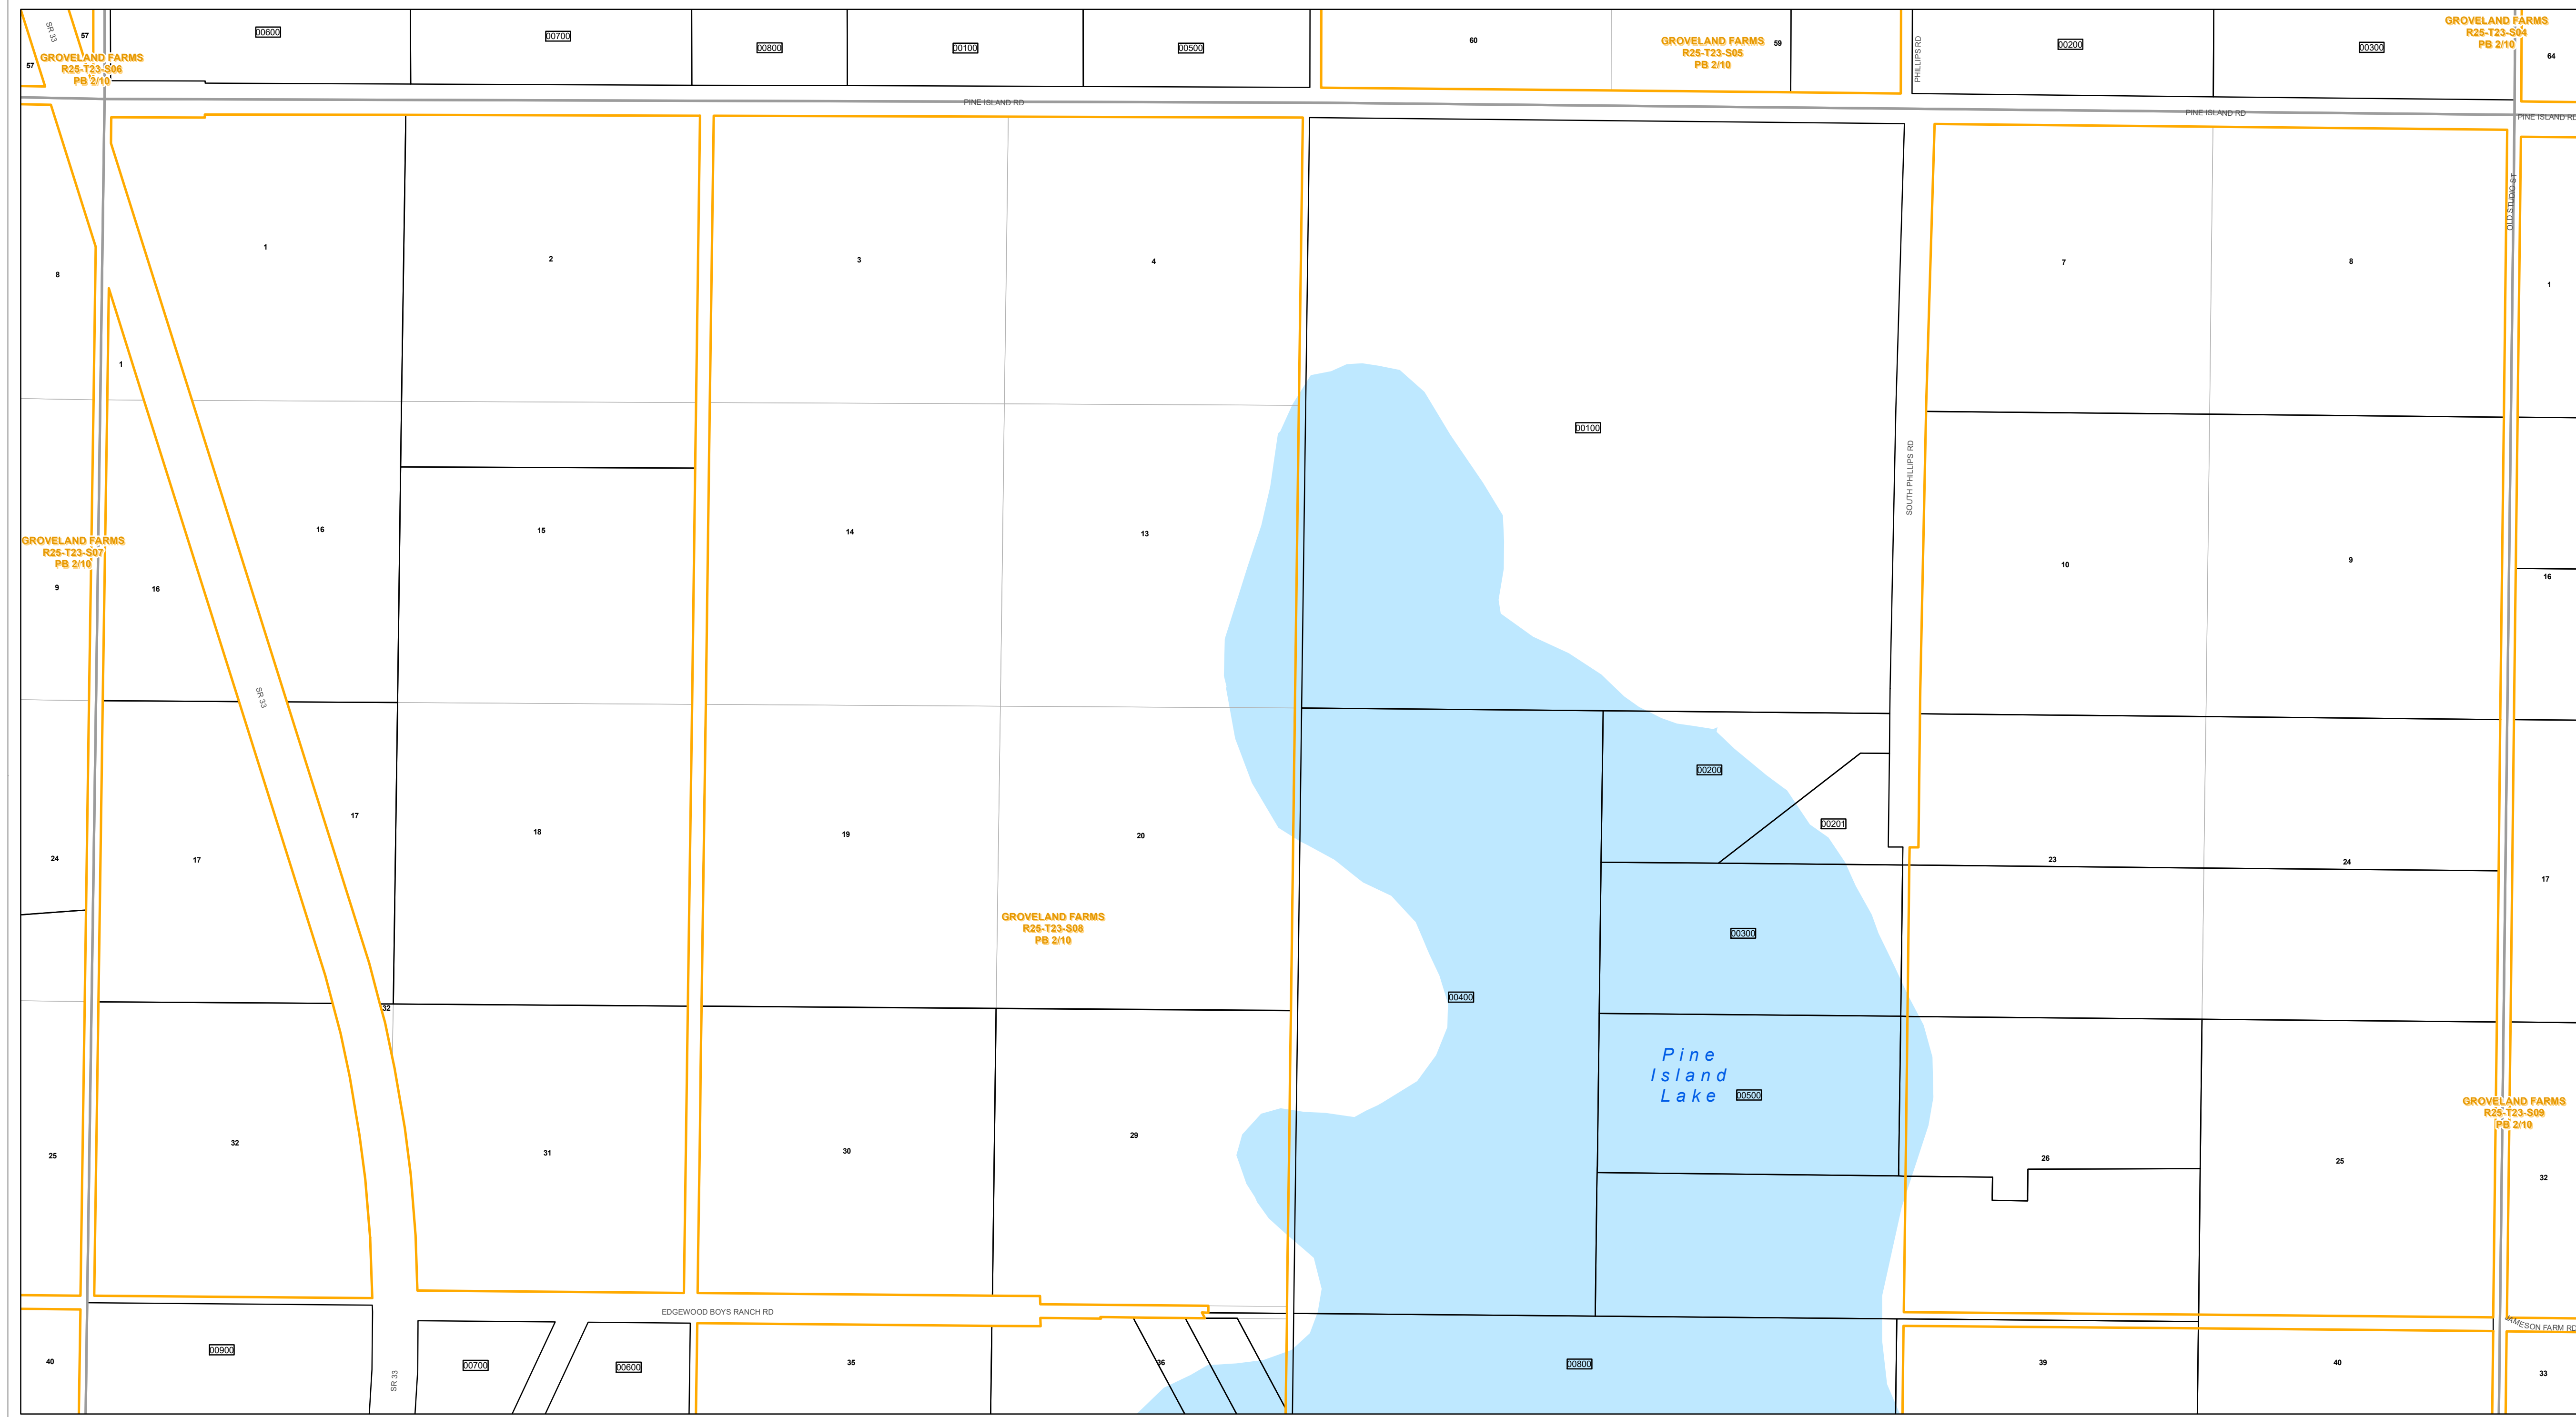 SR 33
57
00600
00700
00800
00100
00500
60
GROVELAND FARMS
R25-T23-S05
PB 2/10
59
PHILLIPS RD
00200
00300
GROVELAND FARMS
R25-T23-S04
PB 2/10
64
57
GROVELAND FARMS
R25-T23-S06
PB 2/10
PINE ISLAND RD
PINE ISLAND RD
PINE ISLAND RD
OLD STUDIO ST
8
1
2
3
4
7
8
1
1
00100
SOUTH PHILLIPS RD
GROVELAND FARMS
R25-T23-S07
PB 2/10
9
16
16
15
14
13
10
9
16
SR 33
00200
00201
24
17
17
18
19
20
23
24
17
GROVELAND FARMS
R25-T23-S08
PB 2/10
00300
00400
32
Pine
Island
Lake
00500
GROVELAND FARMS
R25-T23-S09
PB 2/10
25
32
31
30
29
26
25
32
EDGEWOOD BOYS RANCH RD
JAMESON FARM RD
40
00900
SR 33
00700
00600
35
36
00800
39
40
33